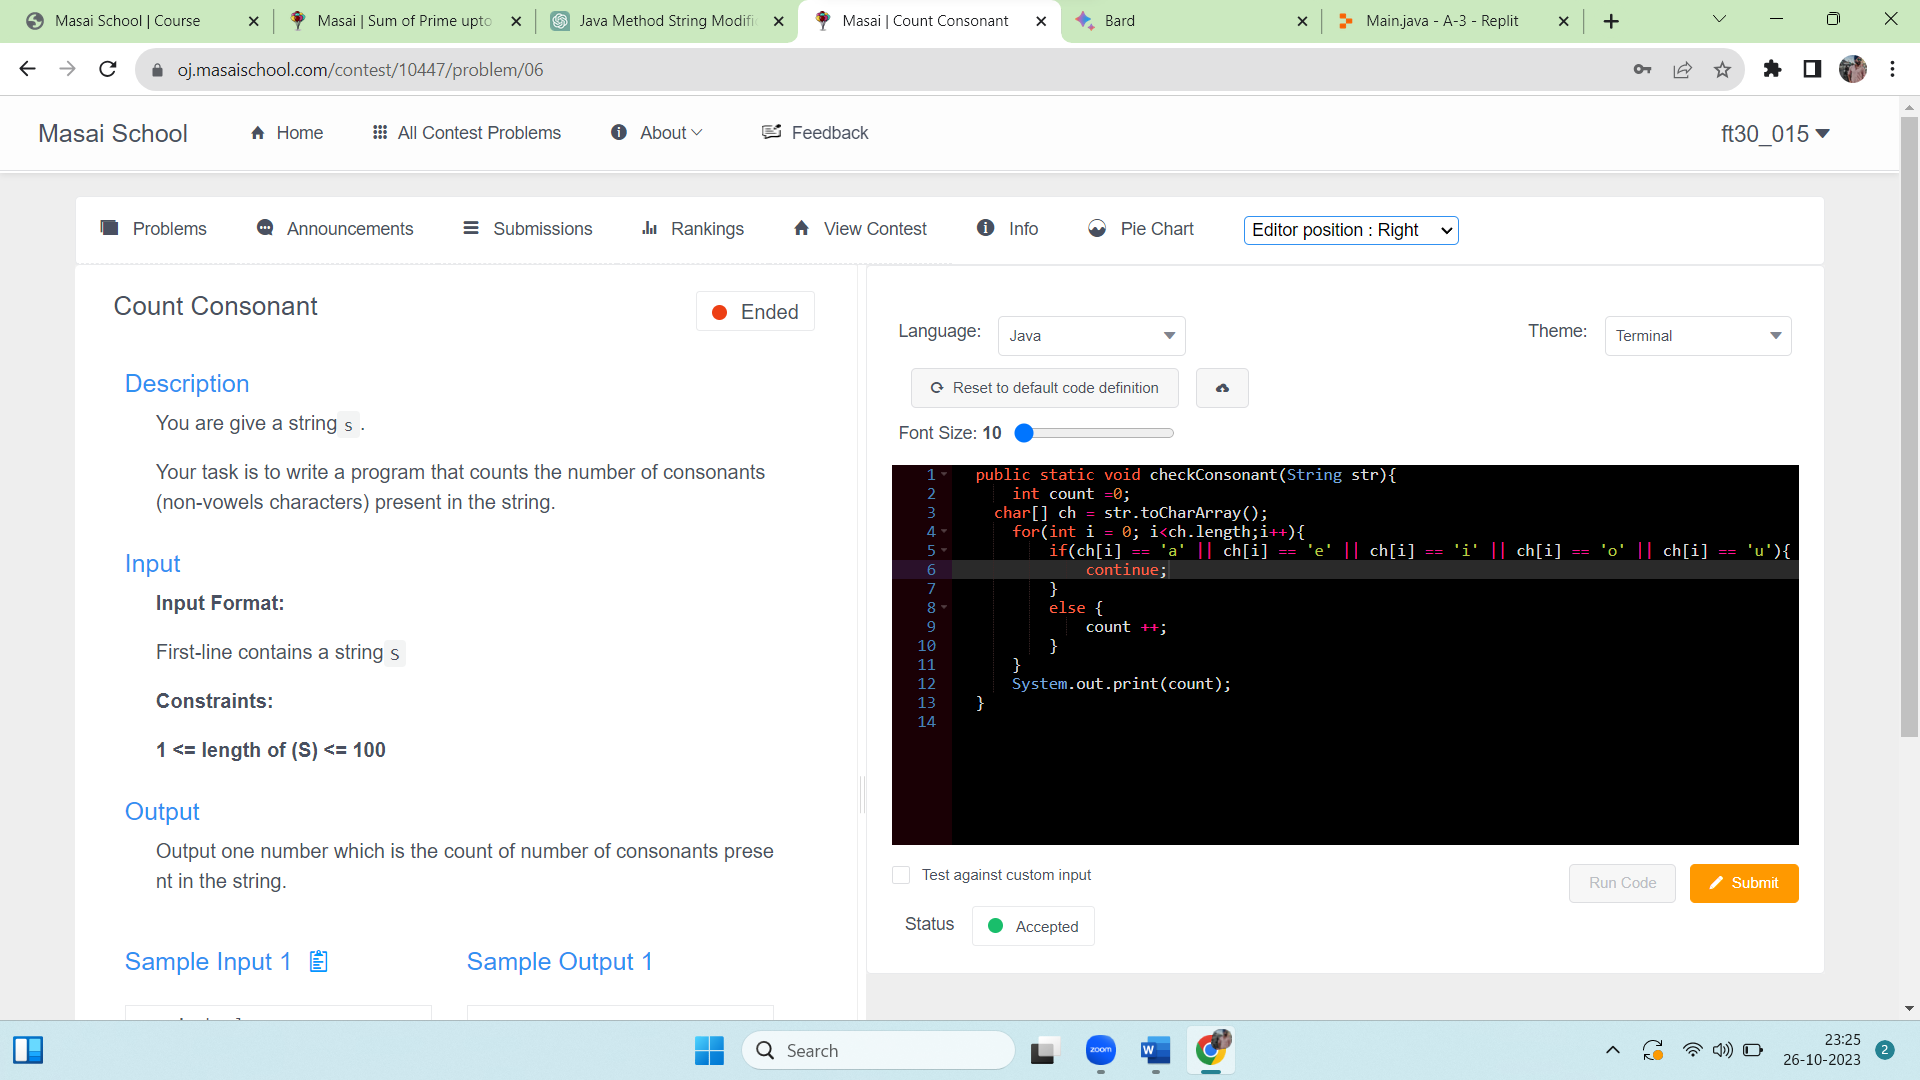 Masai School | Course
Masai | Sum of Prime upto
Java Method String Modifi
Masai | Count Consonant
Bard
Main.java - A-3 - Replit
oj.masaischool.com/contest/10447/problem/06
Masai School
Home
All Contest Problems
About
Feedback
ft30_015
Problems
Announcements
Submissions
Rankings
View Contest
Info
Pie Chart
Editor position : Right
Count Consonant
Ended
Description
You are give a string s .
Your task is to write a program that counts the number of consonants
(non-vowels characters) present in the string.
Input
Input Format:
First-line contains a string S
Constraints:
1 <= length of (S) <= 100
Output
Output one number which is the count of number of consonants prese
nt in the string.
Sample Input 1
Sample Output 1
Language:
Java
Theme:
Terminal
Reset to default code definition
Font Size: 10
1 public static void checkConsonant(String str){
2 int count =0;
3 char[] ch = str.toCharArray();
4 for(int i = 0; i<ch.length;i++){
5 if(ch[i] == 'a' || ch[i] == 'e' || ch[i] == 'i' || ch[i] == 'o' || ch[i] == 'u'){
6 continue;
7 }
8 else {
9 count ++;
10 }
11 }
12 System.out.print(count);
13 }
14
Test against custom input
Run Code
Submit
Status
Accepted
Search
zoom
W
23:25
26-10-2023
2